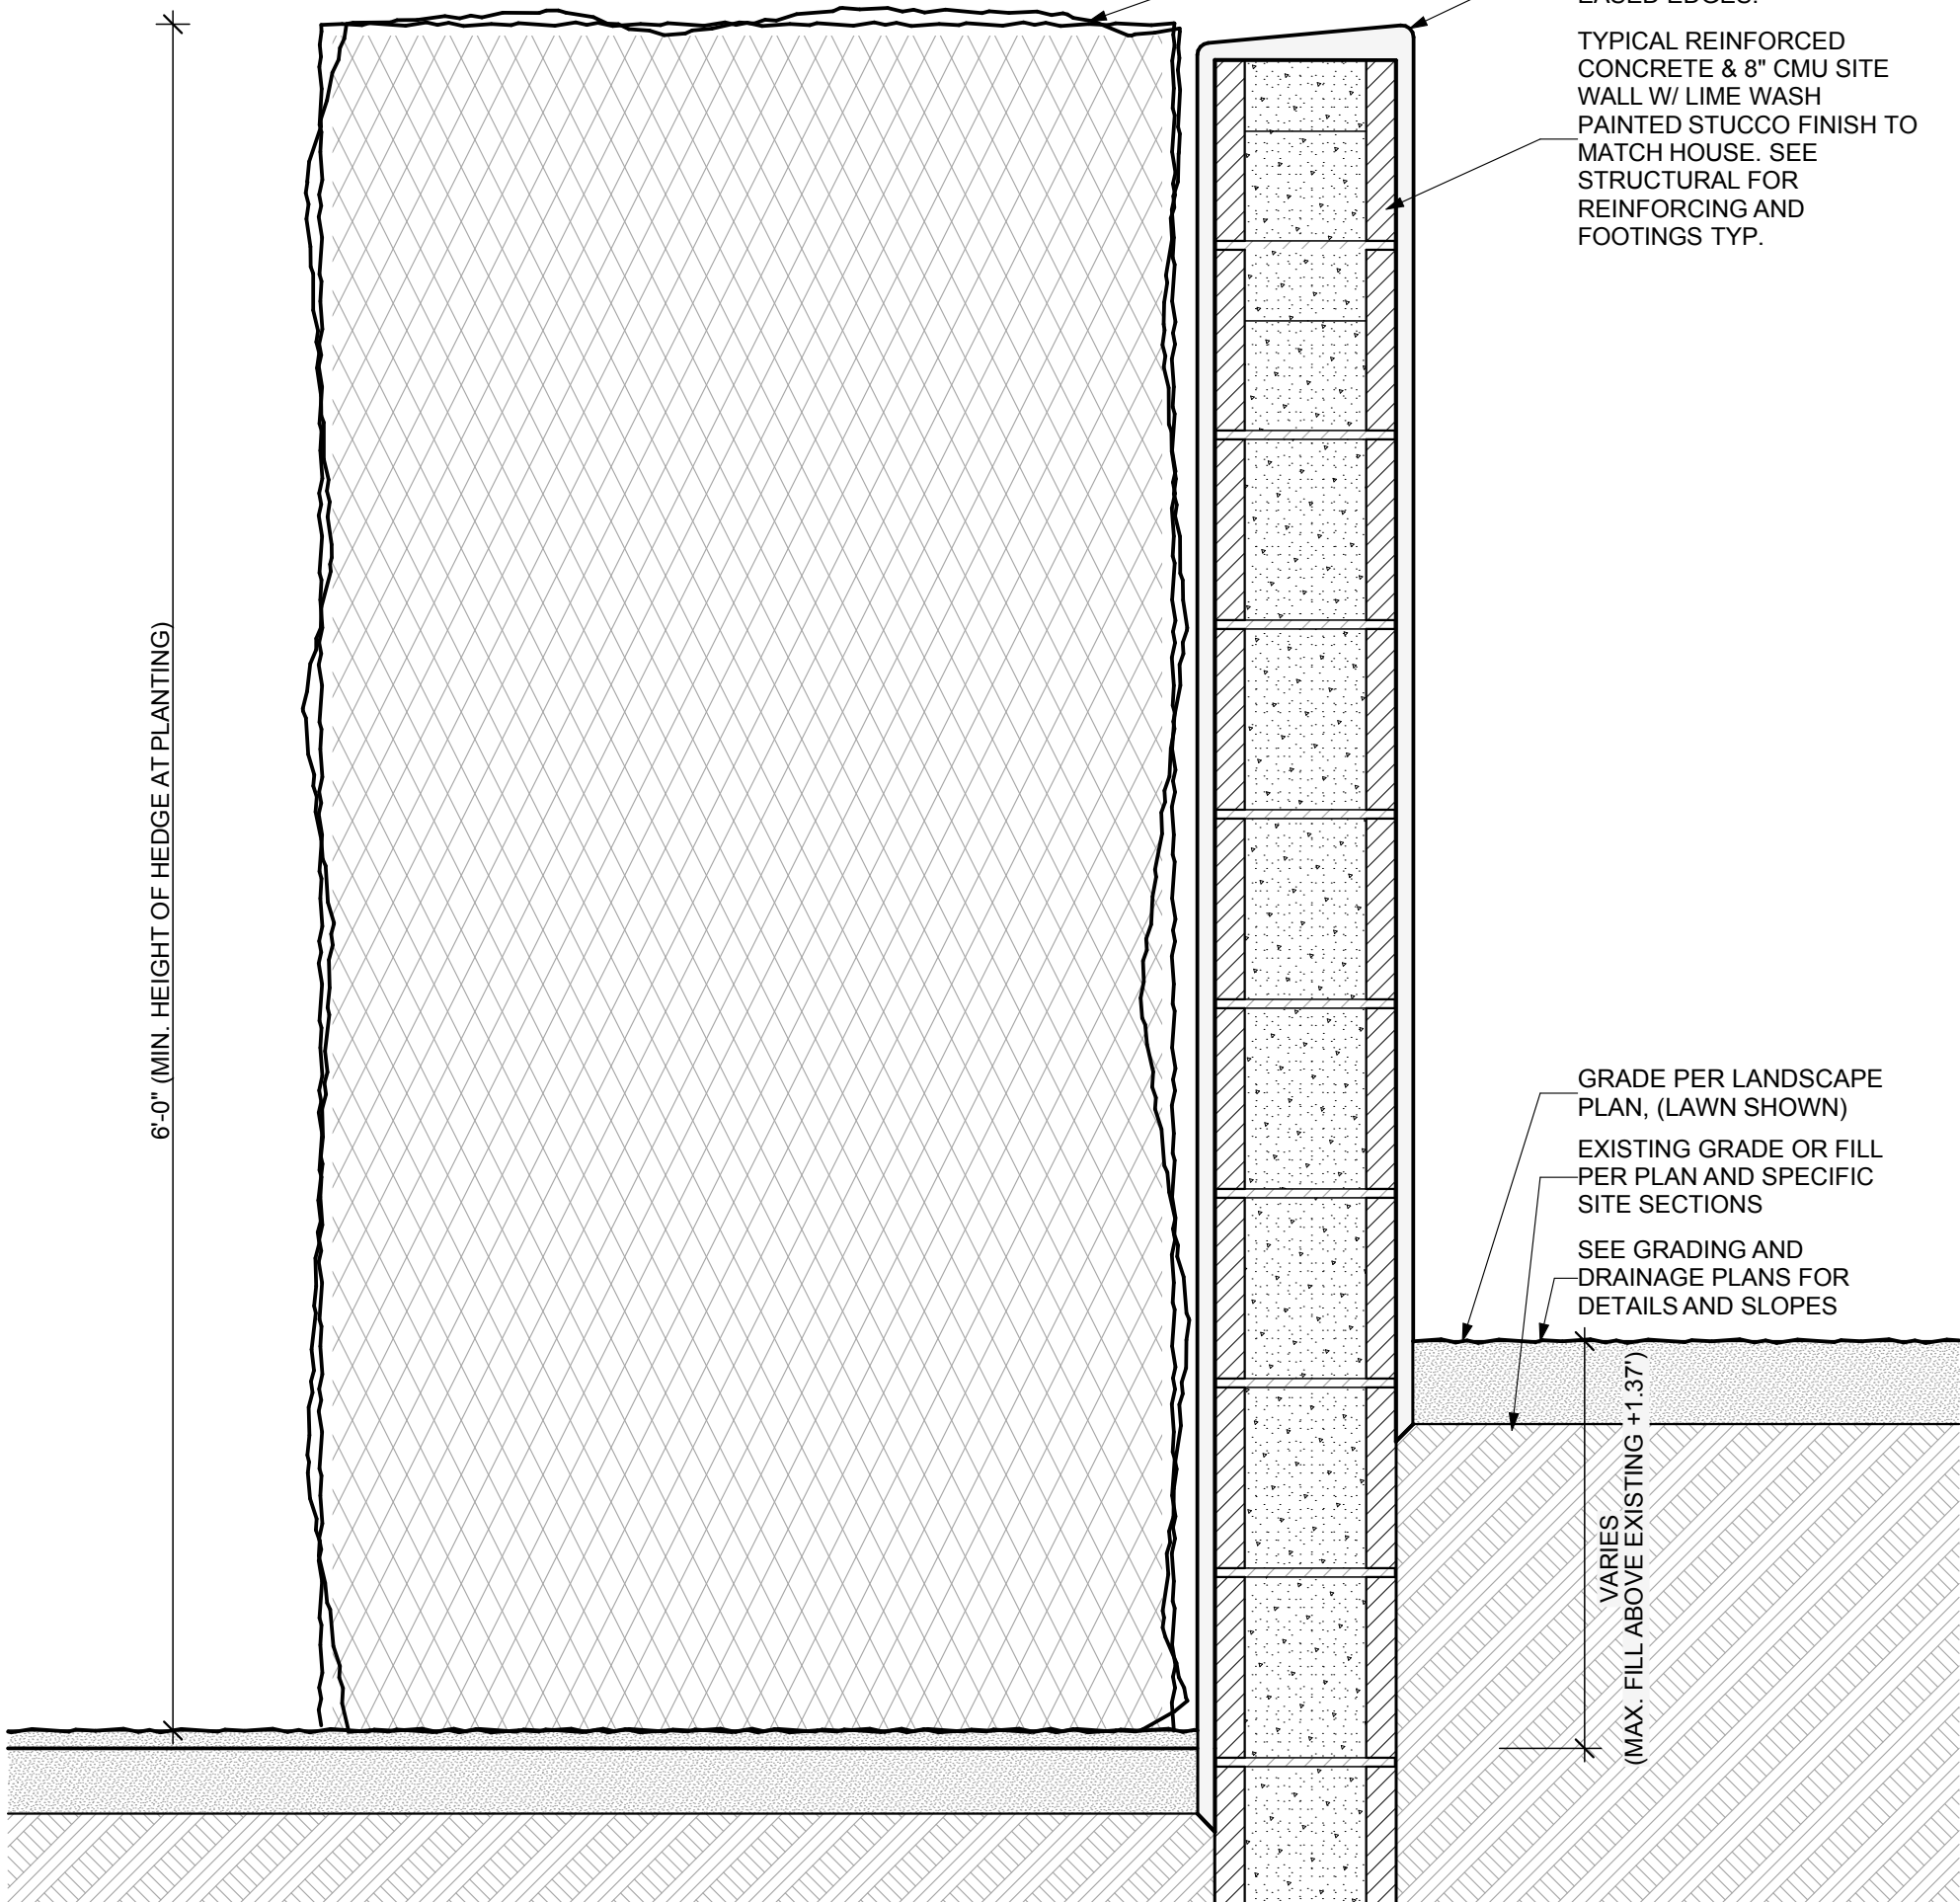 EASED EDGES.
TYPICAL REINFORCED
CONCRETE & 8" CMU SITE
WALL W/ LIME WASH
PAINTED STUCCO FINISH TO
MATCH HOUSE. SEE
STRUCTURAL FOR
REINFORCING AND
FOOTINGS TYP.
6'-0" (MIN. HEIGHT OF HEDGE AT PLANTING)
GRADE PER LANDSCAPE
PLAN, (LAWN SHOWN)
EXISTING GRADE OR FILL
PER PLAN AND SPECIFIC
SITE SECTIONS
SEE GRADING AND
DRAINAGE PLANS FOR
DETAILS AND SLOPES
VARIES
(MAX. FILL ABOVE EXISTING +1.37')